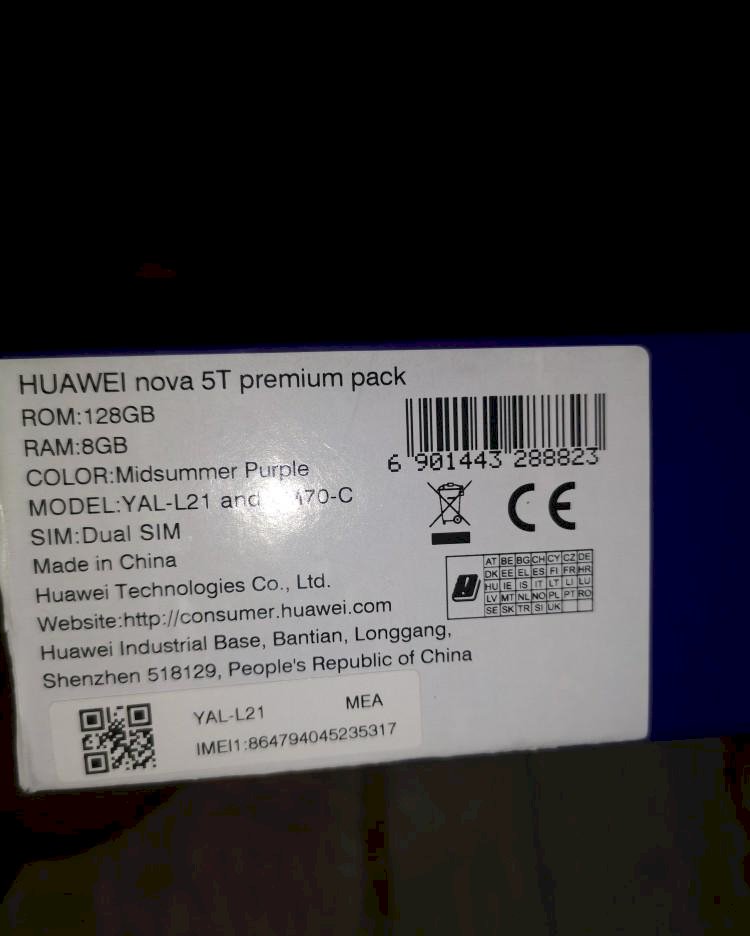 HUAWEI nova 5T premium pack
ROM:128GB
RAM:8GB
COLOR:Midsummer Purple
MODEL:YAL-L21 and 70-C
SIM:Dual SIM
Made in China
Huawei Technologies Co., Ltd.
Website:http://consumer.huawei.com
Huawei Industrial Base, Bantian, Longgang,
Shenzhen 518129, People's Republic of China
6 901443 288823
CE
AT BE BG CH CY CZ DE
DK EE EL ES FI FR HR
HU IE IS IT LT LI LU
LV MT NL NO PL PT RO
SE SK TR SI UK
YAL-L21 MEA
IMEI1:864794045235317